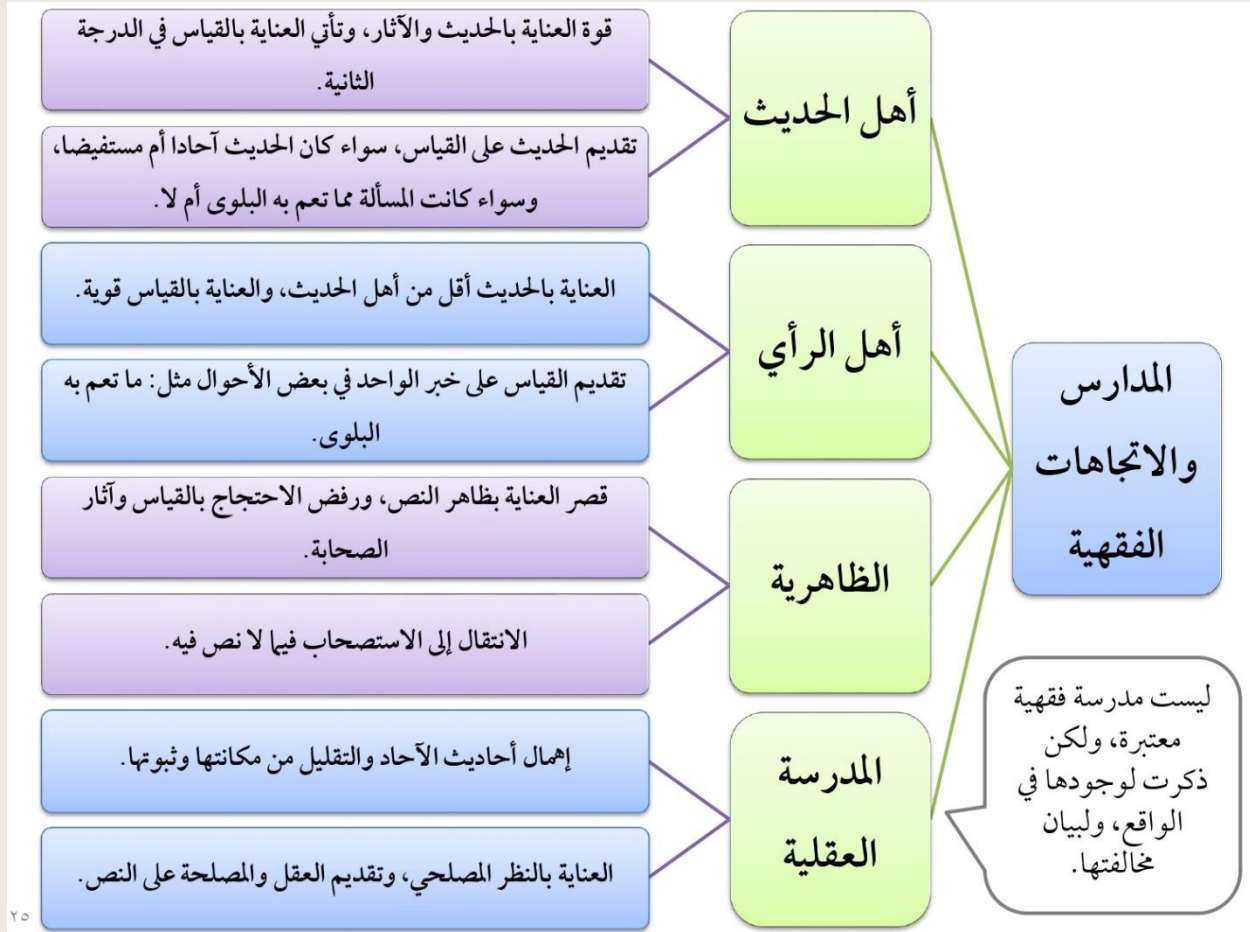 المدارس
والاتجاهات
الفقهية
أهل الحديث
قوة العناية بالحديث والآثار، وتأتي العناية بالقياس في الدرجة
الثانية.
تقديم الحديث على القياس، سواء كان الحديث آحادا أم مستفيضا،
وسواء كانت المسألة مما تعم به البلوى أم لا.
أهل الرأي
العناية بالحديث أقل من أهل الحديث، والعناية بالقياس قوية.
تقديم القياس على خبر الواحد في بعض الأحوال مثل: ما تعم به
البلوى.
الظاهرية
قصر العناية بظاهر النص، ورفض الاحتجاج بالقياس وآثار
الصحابة.
الانتقال إلى الاستصحاب فيما لا نص فيه.
المدرسة
العقلية
إهمال أحاديث الآحاد والتقليل من مكانتها وثبوتها.
العناية بالنظر المصلحي، وتقديم العقل والمصلحة على النص.
ليست مدرسة فقهية
معتبرة، ولكن
ذكرت لوجودها في
الواقع، ولبيان
مخالفتها.
٢٥